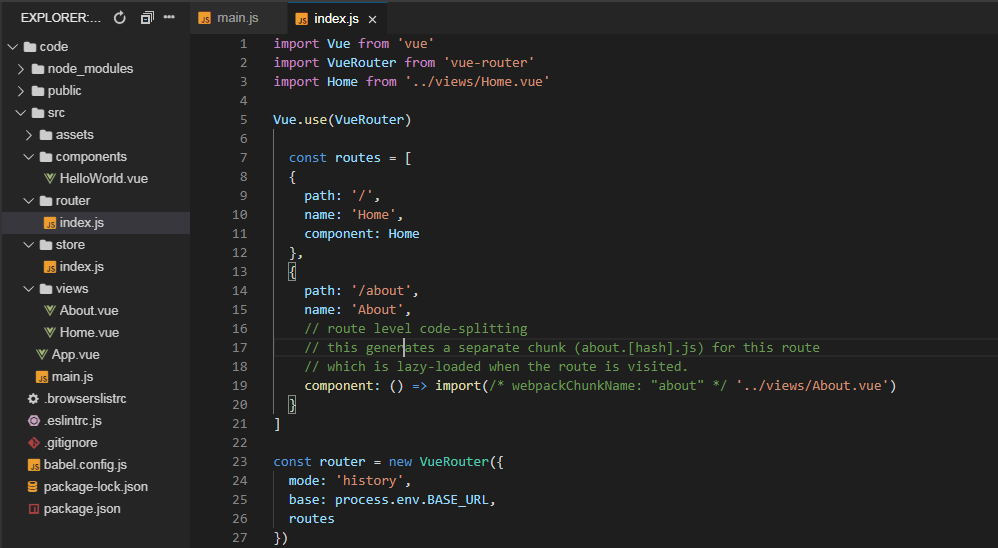 EXPLORER:...
code
node_modules
public
src
assets
components
HelloWorld.vue
router
index.js
store
index.js
views
About.vue
Home.vue
App.vue
main.js
.browserslistrc
.eslintrc.js
.gitignore
babel.config.js
package-lock.json
package.json
JS main.js
JS index.js ×
1 import Vue from 'vue'
2 import VueRouter from 'vue-router'
3 import Home from '../views/Home.vue'
4
5 Vue.use(VueRouter)
6
7 const routes = [
8 {
9 path: '/',
10 name: 'Home',
11 component: Home
12 },
13 {
14 path: '/about',
15 name: 'About',
16 // route level code-splitting
17 // this generates a separate chunk (about.[hash].js) for this route
18 // which is lazy-loaded when the route is visited.
19 component: () => import(/* webpackChunkName: "about" */ '../views/About.vue')
20 }
21 ]
22
23 const router = new VueRouter({
24 mode: 'history',
25 base: process.env.BASE_URL,
26 routes
27 })